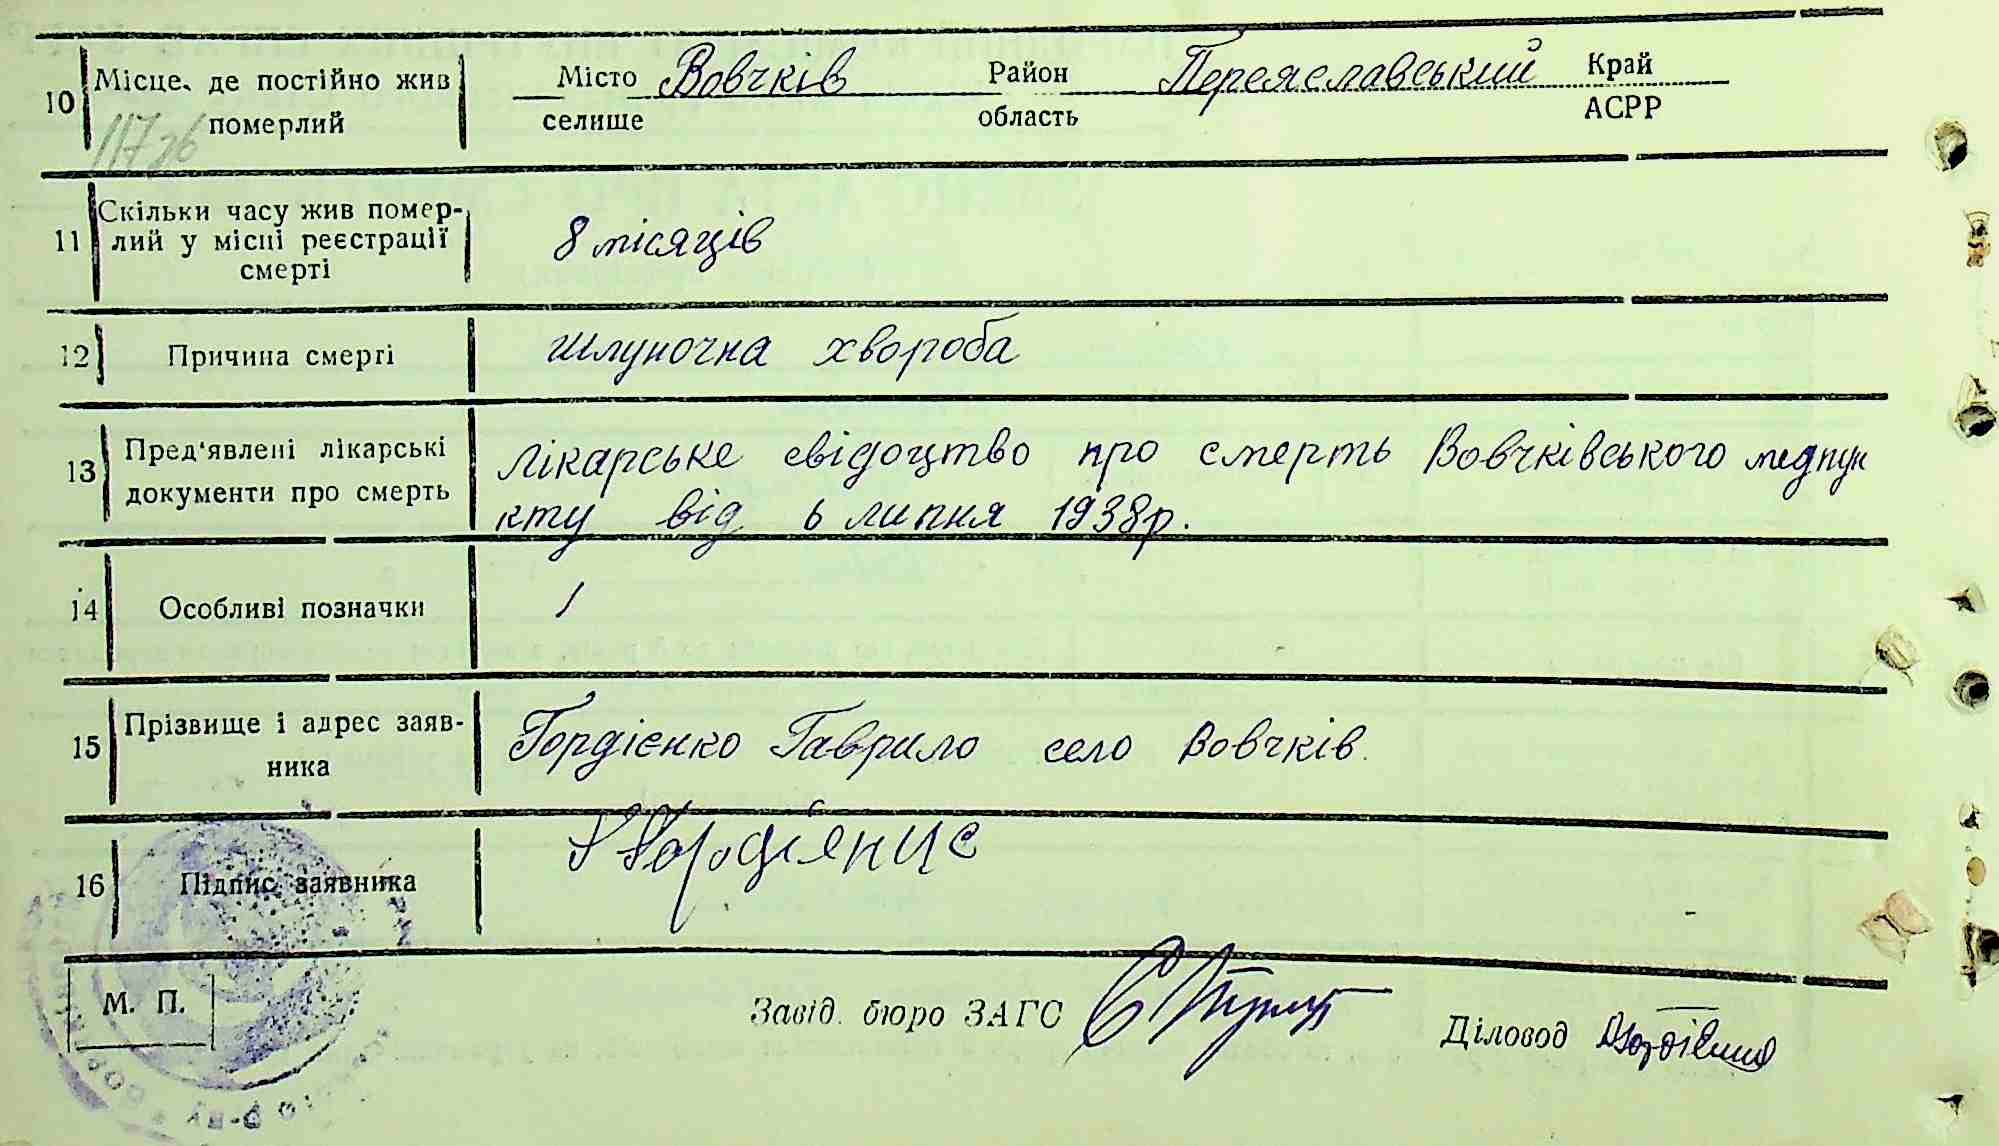 10 Місце, де постійно жив померлий Місто Вовчків Район Переяславський Край
селище область АСРР
117зв
11 Скільки часу жив помер-
лий у місці реєстрації
смерті
8 місяців
12 Причина смерті шлуночна хвороба
13 Пред'явлені лікарські
документи про смерть
лікарське свідоцтво про смерть Вовчківського медпун
кту від 6 липня 1938р.
14 Особливі позначки /
15 Прізвище і адрес заяв-
ника
Гордієнко Гаврило село Вовчків.
16 Підпис заявника
М. П.
Завід. бюро ЗАГС Діловод